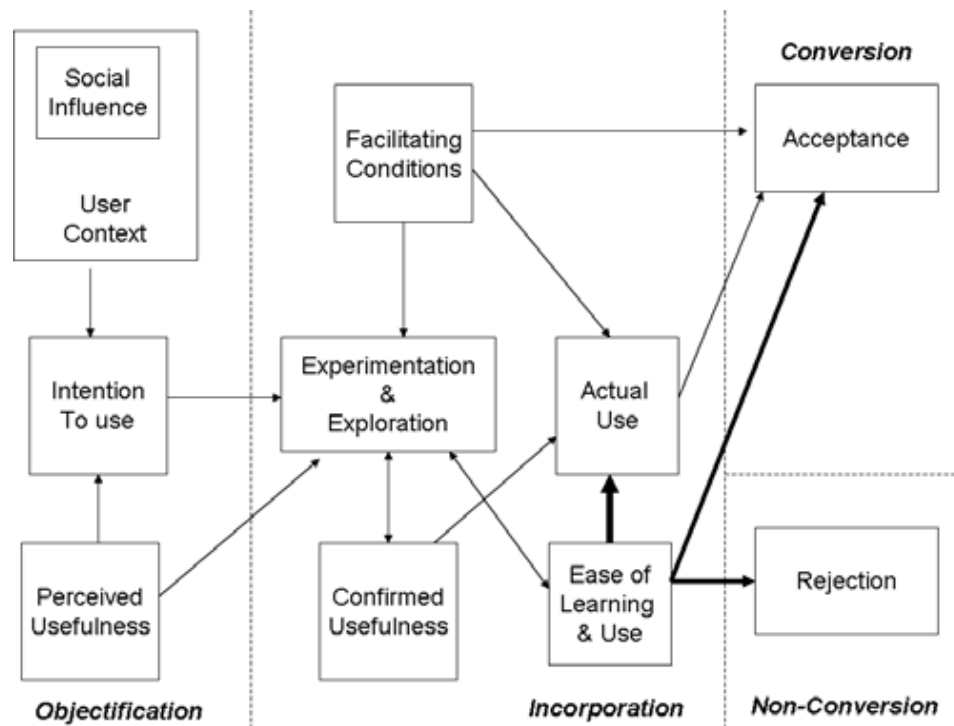 Social
Influence
User
Context
Intention
To use
Perceived
Usefulness
Objectification
Facilitating
Conditions
Experimentation
&
Exploration
Actual
Use
Confirmed
Usefulness
Ease of
Learning
& Use
Incorporation
Conversion
Acceptance
Rejection
Non-Conversion